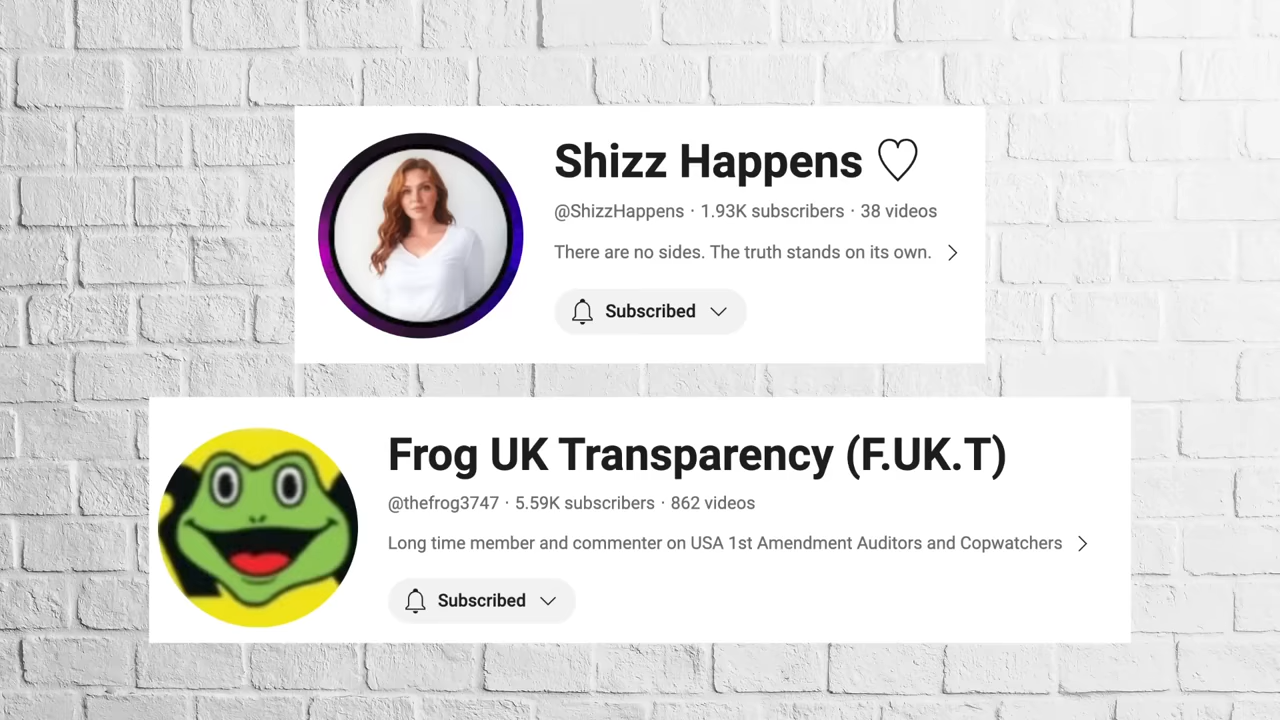 Shizz Happens ♡
@ShizzHappens · 1.93K subscribers · 38 videos
There are no sides. The truth stands on its own.
Subscribed
Frog UK Transparency (F.UK.T)
@thefrog3747 · 5.59K subscribers · 862 videos
Long time member and commenter on USA 1st Amendment Auditors and Copwatchers
Subscribed